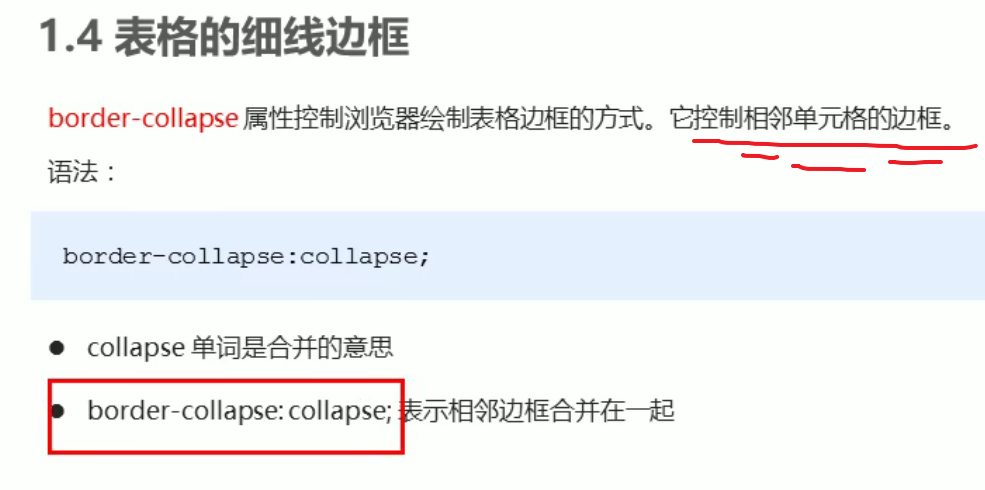 1.4 表格的细线边框
border-collapse 属性控制浏览器绘制表格边框的方式。它控制相邻单元格的边框。
语法：
border-collapse:collapse;
● collapse 单词是合并的意思
● border-collapse: collapse; 表示相邻边框合并在一起